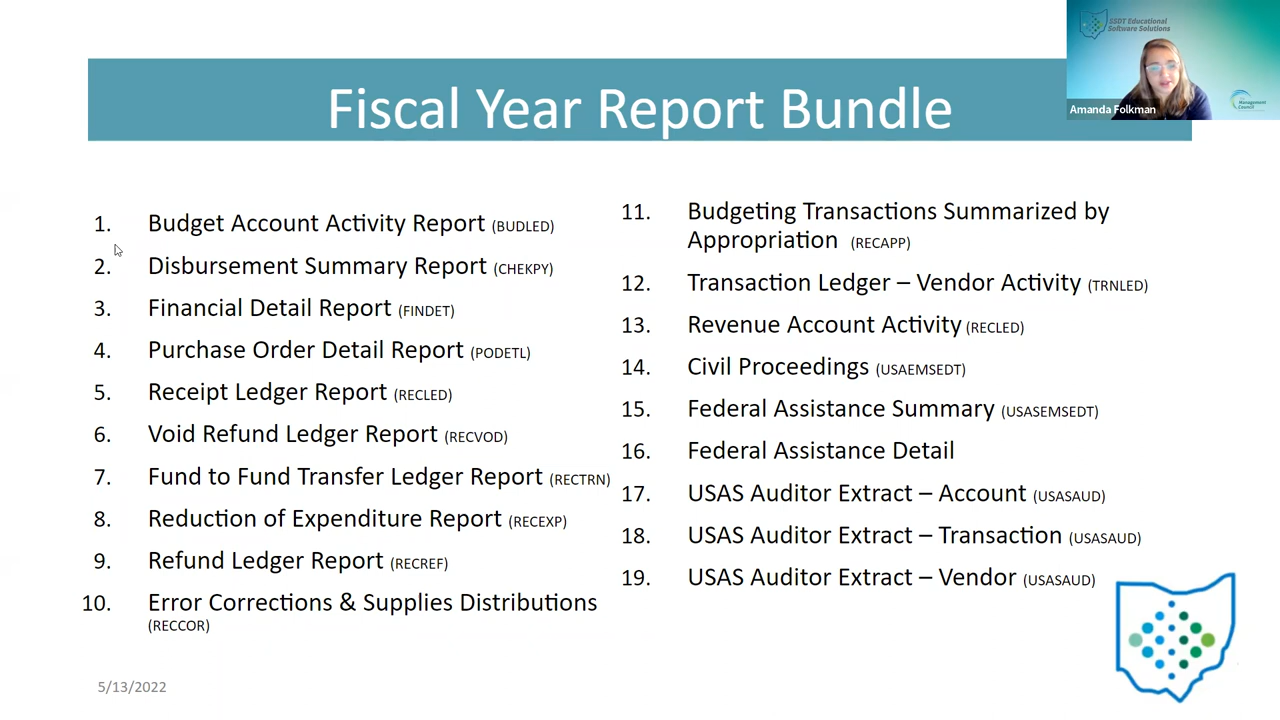 SSDT Educational
Software Solutions
Management
Council
Amanda Folkman
Fiscal Year Report Bundle
1. Budget Account Activity Report (BUDLED)
2. Disbursement Summary Report (CHEKPY)
3. Financial Detail Report (FINDET)
4. Purchase Order Detail Report (PODETL)
5. Receipt Ledger Report (RECLED)
6. Void Refund Ledger Report (RECVOD)
7. Fund to Fund Transfer Ledger Report (RECTRN)
8. Reduction of Expenditure Report (RECEXP)
9. Refund Ledger Report (RECREF)
10. Error Corrections & Supplies Distributions
(RECCOR)
11. Budgeting Transactions Summarized by
Appropriation (RECAPP)
12. Transaction Ledger – Vendor Activity (TRNLED)
13. Revenue Account Activity (RECLED)
14. Civil Proceedings (USAEMSEDT)
15. Federal Assistance Summary (USASEMSEDT)
16. Federal Assistance Detail
17. USAS Auditor Extract – Account (USASAUD)
18. USAS Auditor Extract – Transaction (USASAUD)
19. USAS Auditor Extract – Vendor (USASAUD)
5/13/2022